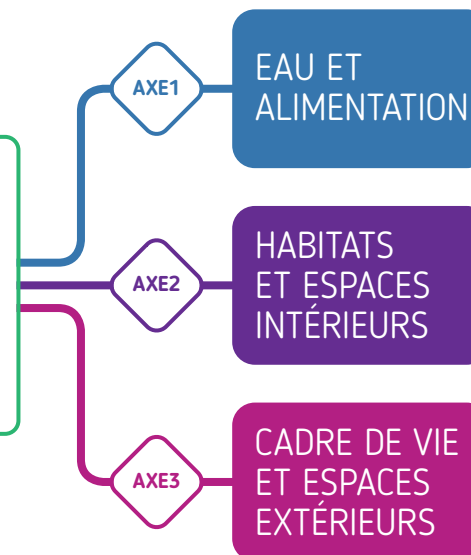 AXE1
EAU ET
ALIMENTATION
AXE2
HABITATS
ET ESPACES
INTÉRIEURS
AXE3
CADRE DE VIE
ET ESPACES
EXTÉRIEURS